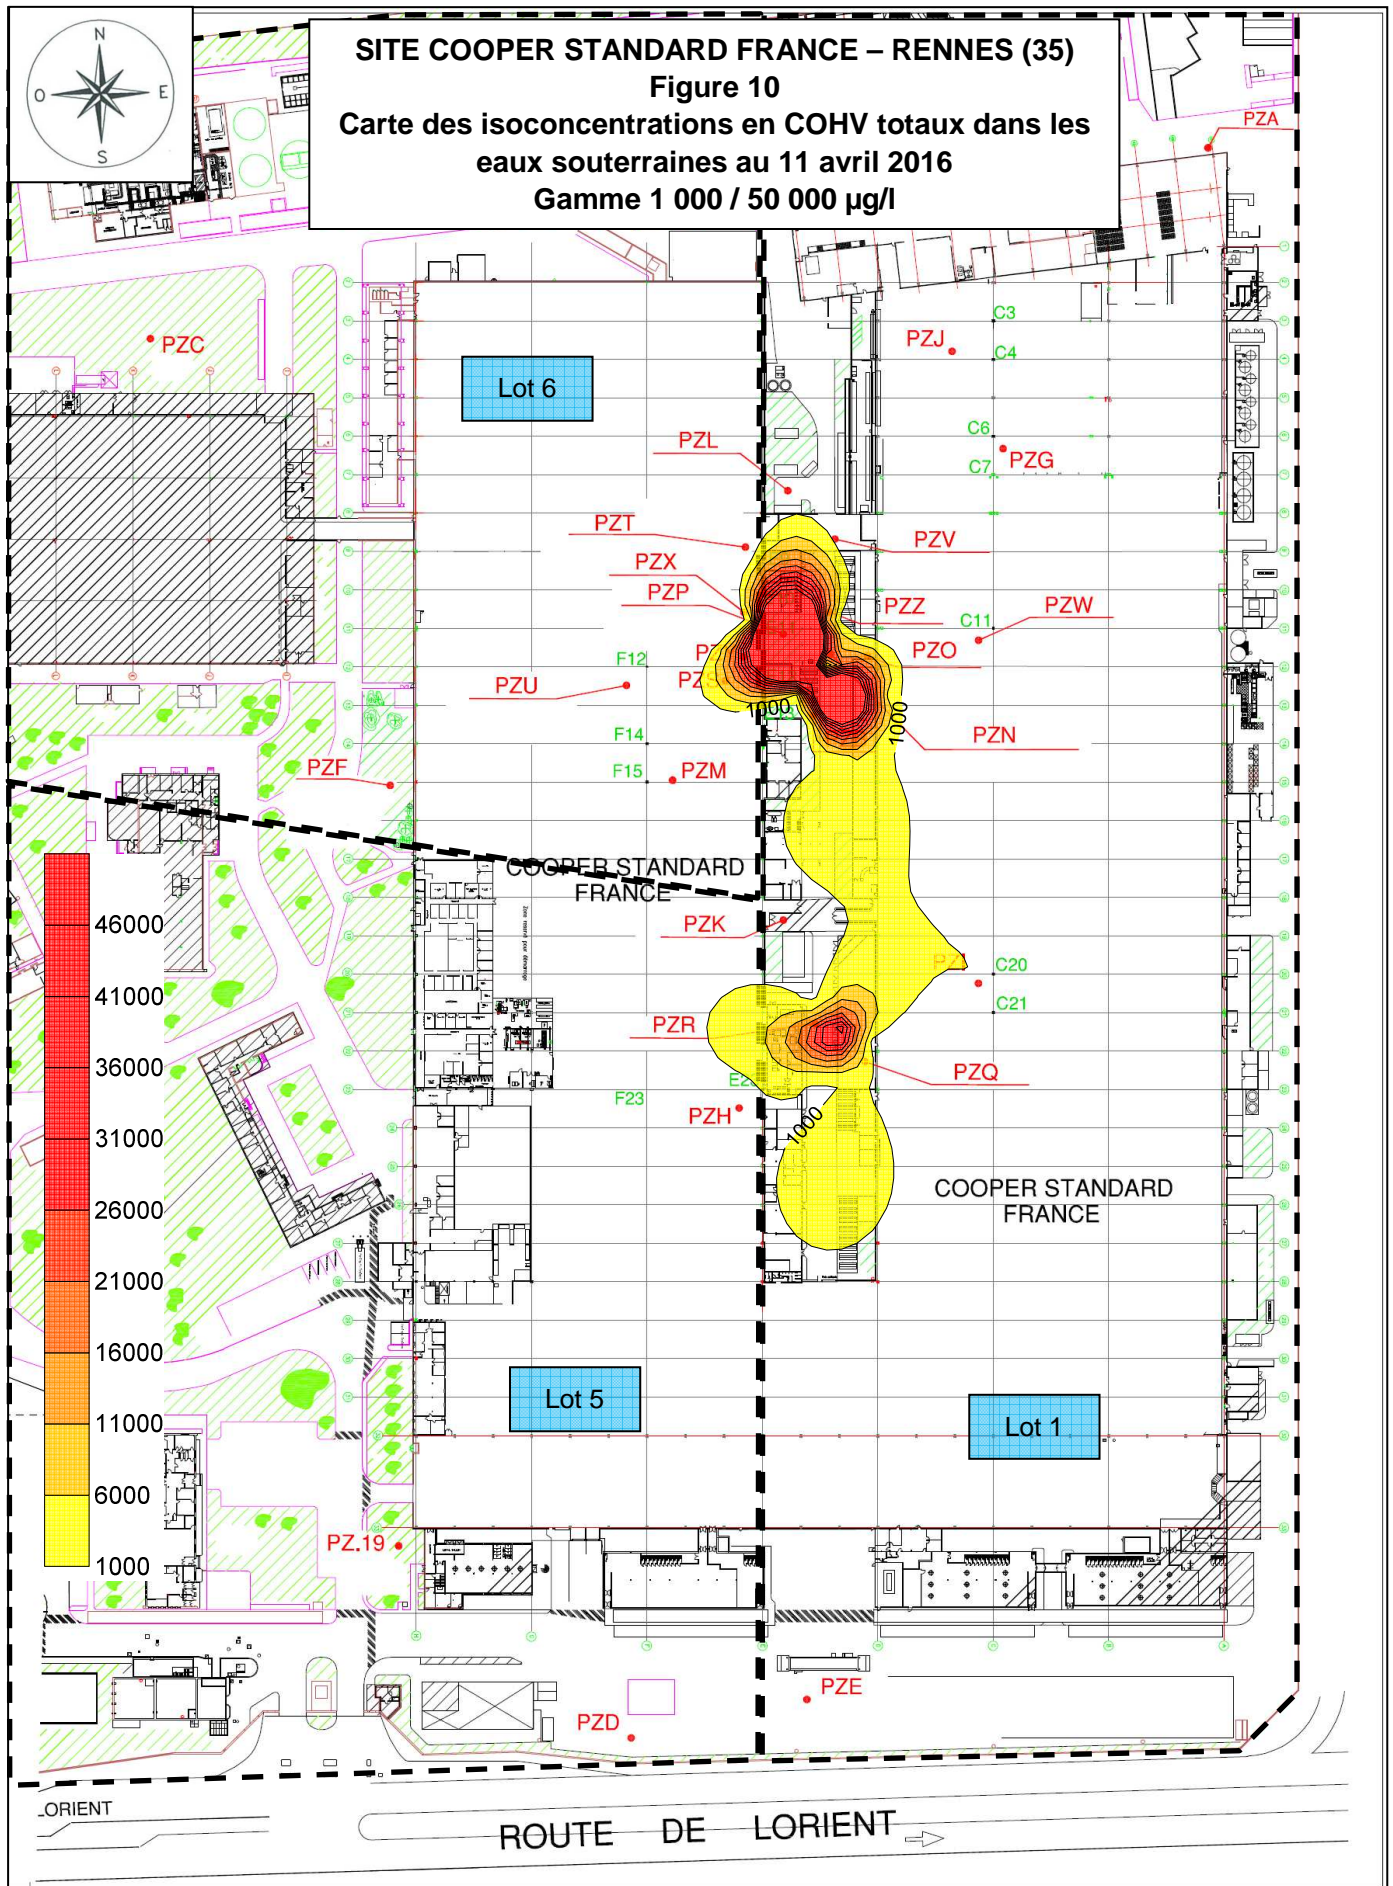 N
O
E
S
SITE COOPER STANDARD FRANCE – RENNES (35)
Figure 10
Carte des isoconcentrations en COHV totaux dans les
eaux souterraines au 11 avril 2016
Gamme 1 000 / 50 000 µg/l
PZA
C3
PZC
PZJ
C4
Lot 6
C6
PZL
PZG
C7
PZT
PZV
PZX
PZP
PZZ
PZW
C11
PZO
F12
PZU
1000
1000
F14
PZN
F15
PZM
PZF
COOPER STANDARD
FRANCE
46000
PZK
C20
41000
C21
PZR
36000
PZQ
F23
PZH
1000
31000
COOPER STANDARD
FRANCE
26000
21000
16000
Lot 5
Lot 1
11000
6000
PZ.19
1000
PZE
PZD
LORIENT
ROUTE DE LORIENT